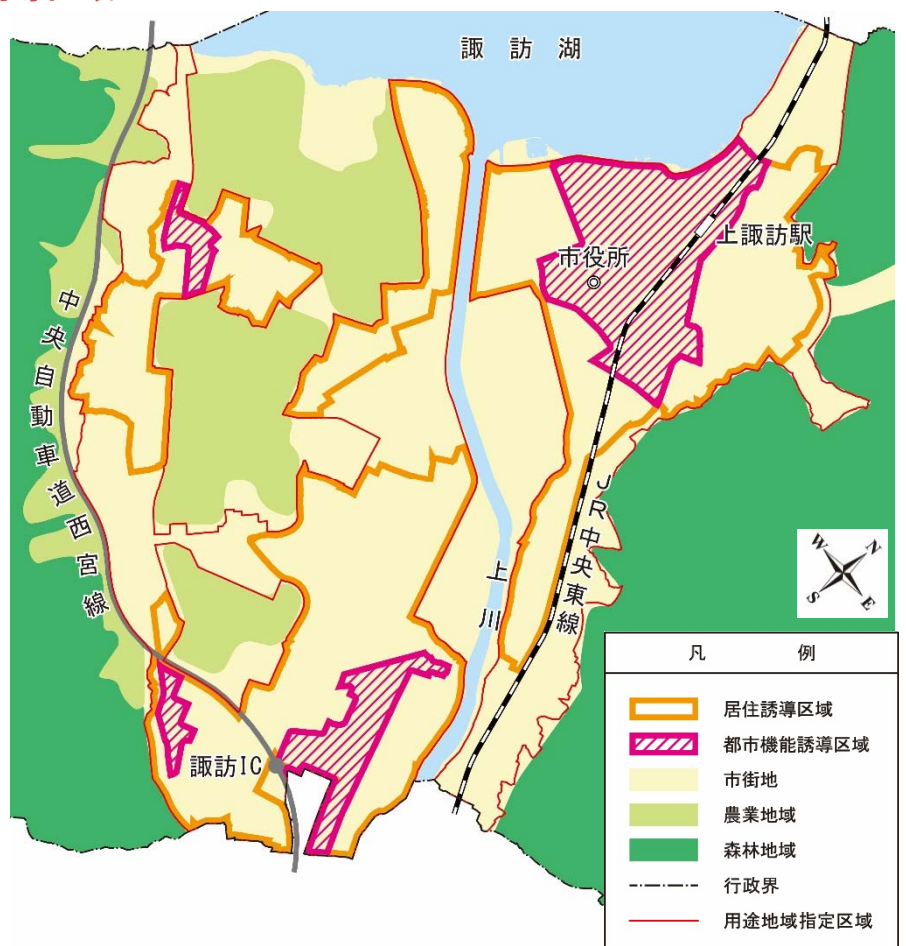 諏訪湖
上諏訪駅
市役所
中央自動車道西宮線
JR中央東線
上川
諏訪IC
W
N
S
E
凡 例
居住誘導区域
都市機能誘導区域
市街地
農業地域
森林地域
行政界
用途地域指定区域